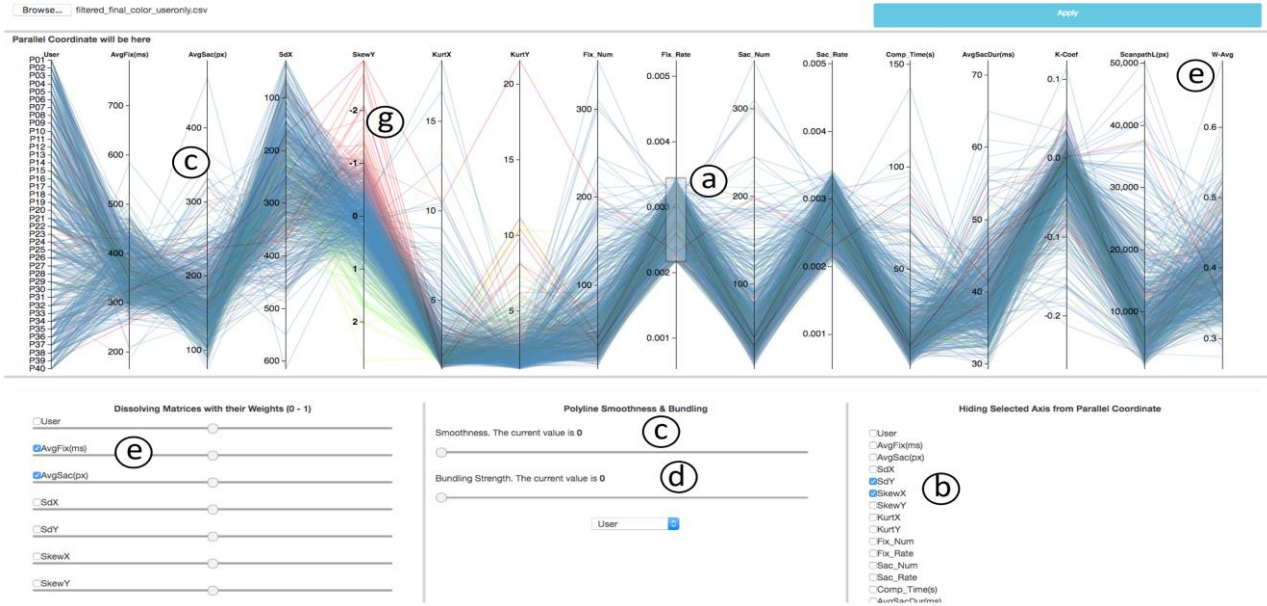 Browse... filtered_final_color_useronly.csv Apply
Parallel Coordinate will be here
User AvgFix(ms) AvgSac(px) SdX SkewY KurtX KurtY Fix_Num Fix_Rate Sac_Num Sac_Rate Comp_Time(s) AvgSacDur(ms) K-Coef ScanpathL(px) W-Avg
P01
P02
P03
P04
P05
P06
P07
P08
P09
P10
P11
P12
P13
P14
P15
P16
P17
P18
P19
P20
P21
P22
P23
P24
P25
P26
P27
P28
P29
P30
P31
P32
P33
P34
P35
P36
P37
P38
P39
P40
700
600
500
400
300
200
400
300
200
100
100
200
300
400
500
600
-2
-1
0
1
2
15
10
5
20
15
10
5
300
200
100
0.005
0.004
0.003
0.002
0.001
300
200
100
0.005
0.004
0.003
0.002
0.001
150
100
50
70
60
50
40
30
0.1
0.0
-0.1
-0.2
50,000
40,000
30,000
20,000
10,000
0.6
0.5
0.4
0.3
c
g
a
e
Dissolving Matrices with their Weights (0 - 1)
User
AvgFix(ms)
e
AvgSac(px)
SdX
SdY
SkewX
SkewY
Polyline Smoothness & Bundling
Smoothness. The current value is 0
c
Bundling Strength. The current value is 0
d
User
Hiding Selected Axis from Parallel Coordinate
User
AvgFix(ms)
AvgSac(px)
SdX
SdY
SkewX
b
SkewY
KurtX
KurtY
Fix_Num
Fix_Rate
Sac_Num
Sac_Rate
Comp_Time(s)
AvgSacDur(ms)